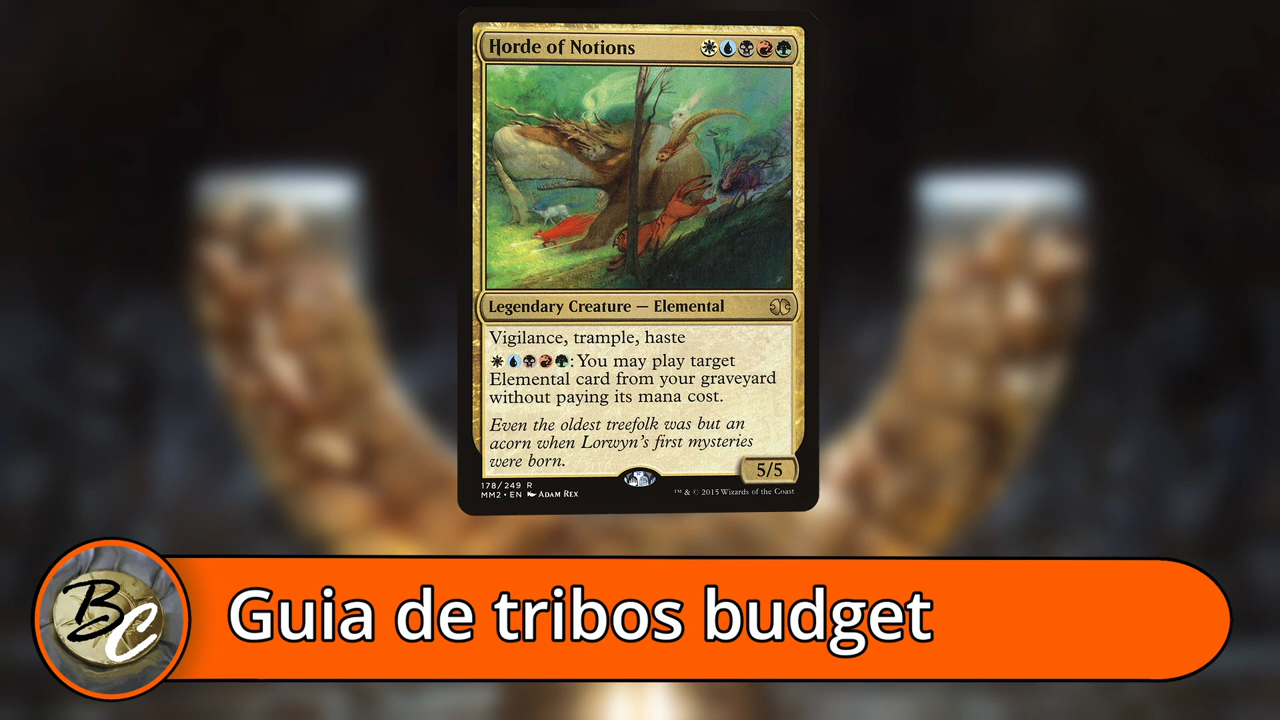 Horde of Notions
Legendary Creature — Elemental
Vigilance, trample, haste
: You may play target
Elemental card from your graveyard
without paying its mana cost.
Even the oldest treefolk was but an
acorn when Lorwyn's first mysteries
were born.
5/5
178/249 R
MM2 • EN Adam Rex
™ & © 2015 Wizards of the Coast
BC
Guia de tribos budget